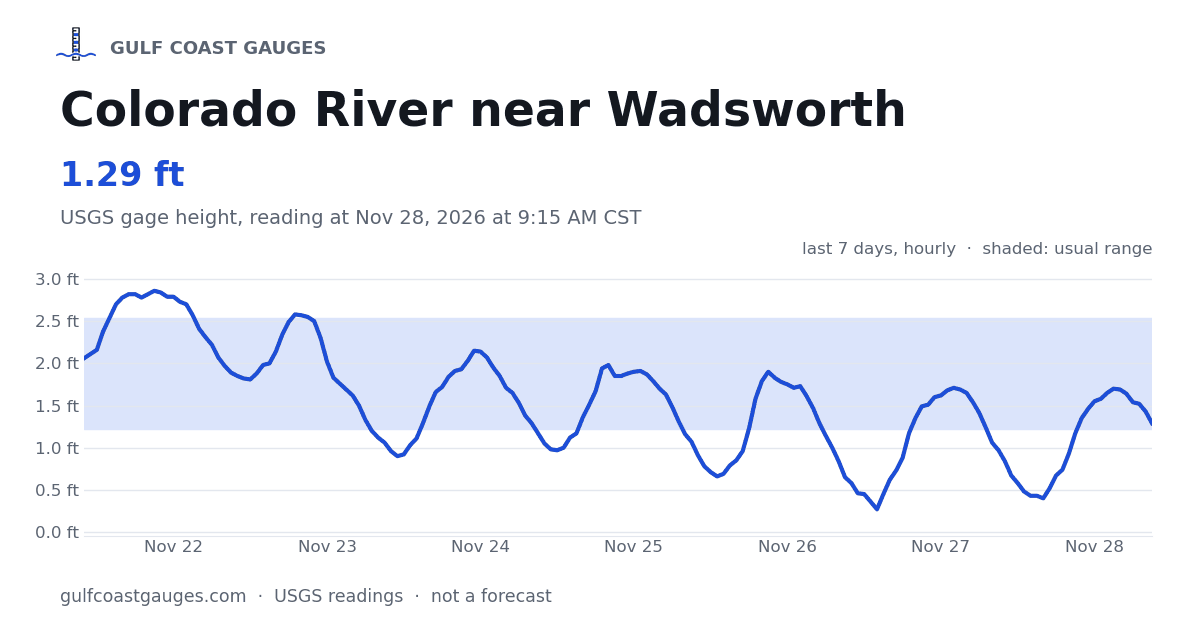 GULF COAST GAUGES
Colorado River near Wadsworth
1.29 ft
USGS gage height, reading at Nov 28, 2026 at 9:15 AM CST
last 7 days, hourly · shaded: usual range
3.0 ft
2.5 ft
2.0 ft
1.5 ft
1.0 ft
0.5 ft
0.0 ft
Nov 22 Nov 23 Nov 24 Nov 25 Nov 26 Nov 27 Nov 28
gulfcoastgauges.com · USGS readings · not a forecast